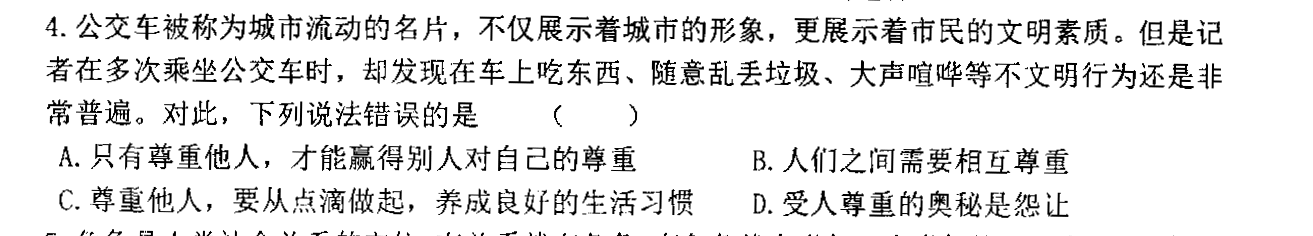 4. 公交车被称为城市流动的名片，不仅展示着城市的形象，更展示着市民的文明素质。但是记
者在多次乘坐公交车时，却发现在车上吃东西、随意乱丢垃圾、大声喧哗等不文明行为还是非
常普遍。对此，下列说法错误的是 （ ）
A. 只有尊重他人，才能赢得别人对自己的尊重 B. 人们之间需要相互尊重
C. 尊重他人，要从点滴做起，养成良好的生活习惯 D. 受人尊重的奥秘是怨让